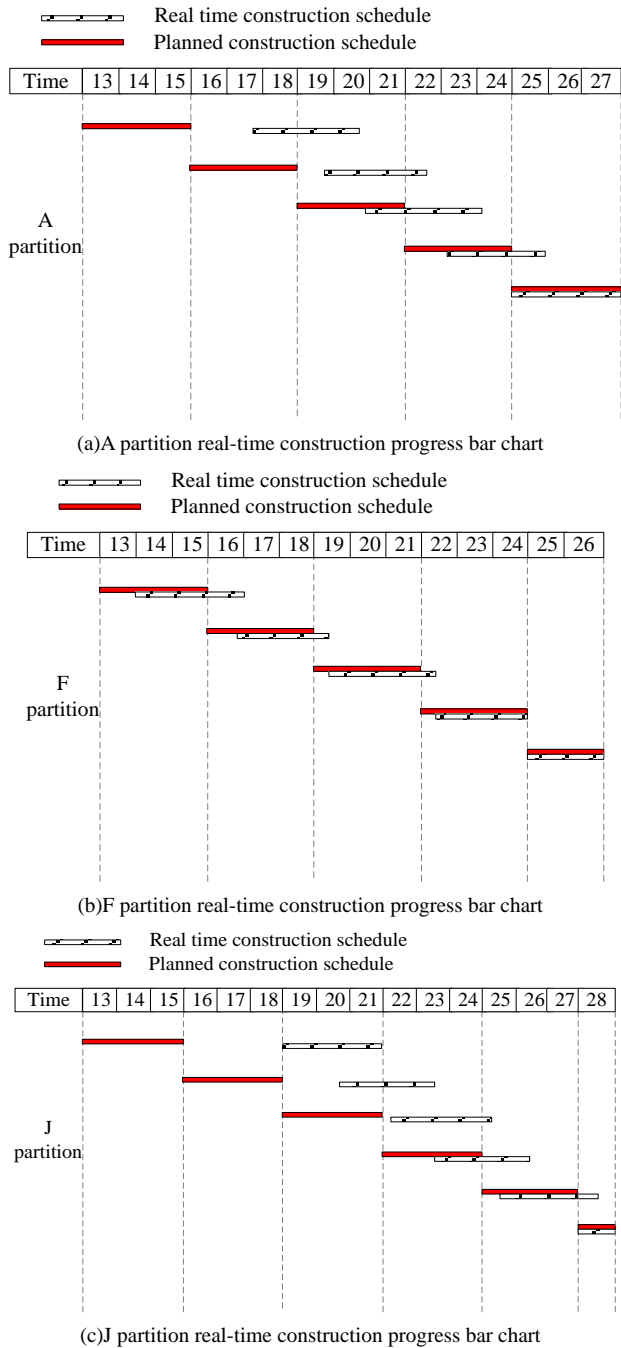 Real time construction schedule
Planned construction schedule
Time 13 14 15 16 17 18 19 20 21 22 23 24 25 26 27
A
partition
(a)A partition real-time construction progress bar chart
Real time construction schedule
Planned construction schedule
Time 13 14 15 16 17 18 19 20 21 22 23 24 25 26
F
partition
(b)F partition real-time construction progress bar chart
Real time construction schedule
Planned construction schedule
Time 13 14 15 16 17 18 19 20 21 22 23 24 25 26 27 28
J
partition
(c)J partition real-time construction progress bar chart